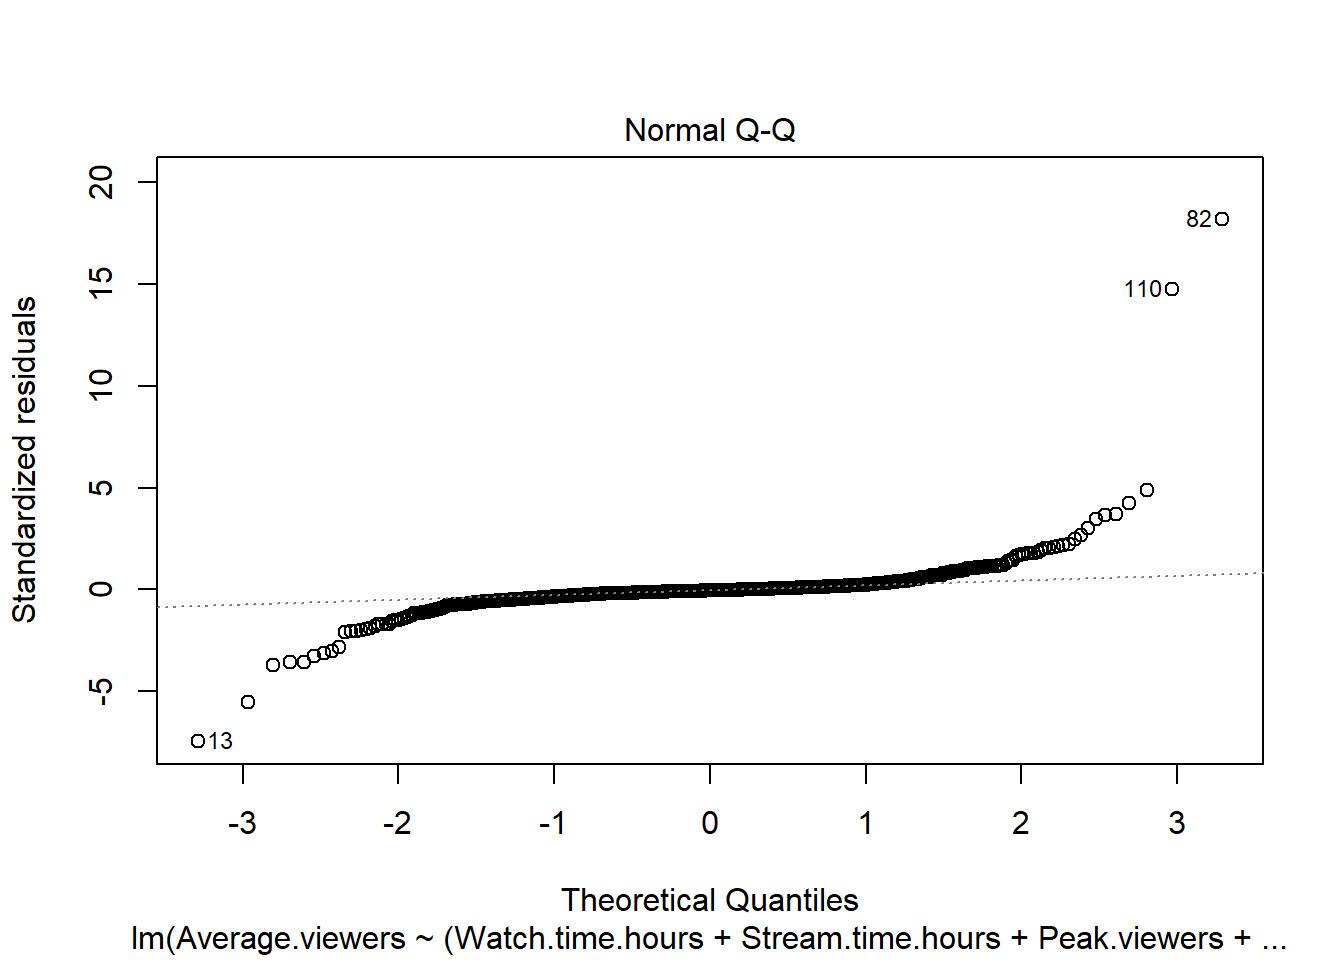 Normal Q-Q
Standardized residuals
20
15
10
5
0
-5
82
110
13
-3 -2 -1 0 1 2 3
Theoretical Quantiles
lm(Average.viewers ~ (Watch.time.hours + Stream.time.hours + Peak.viewers + ...